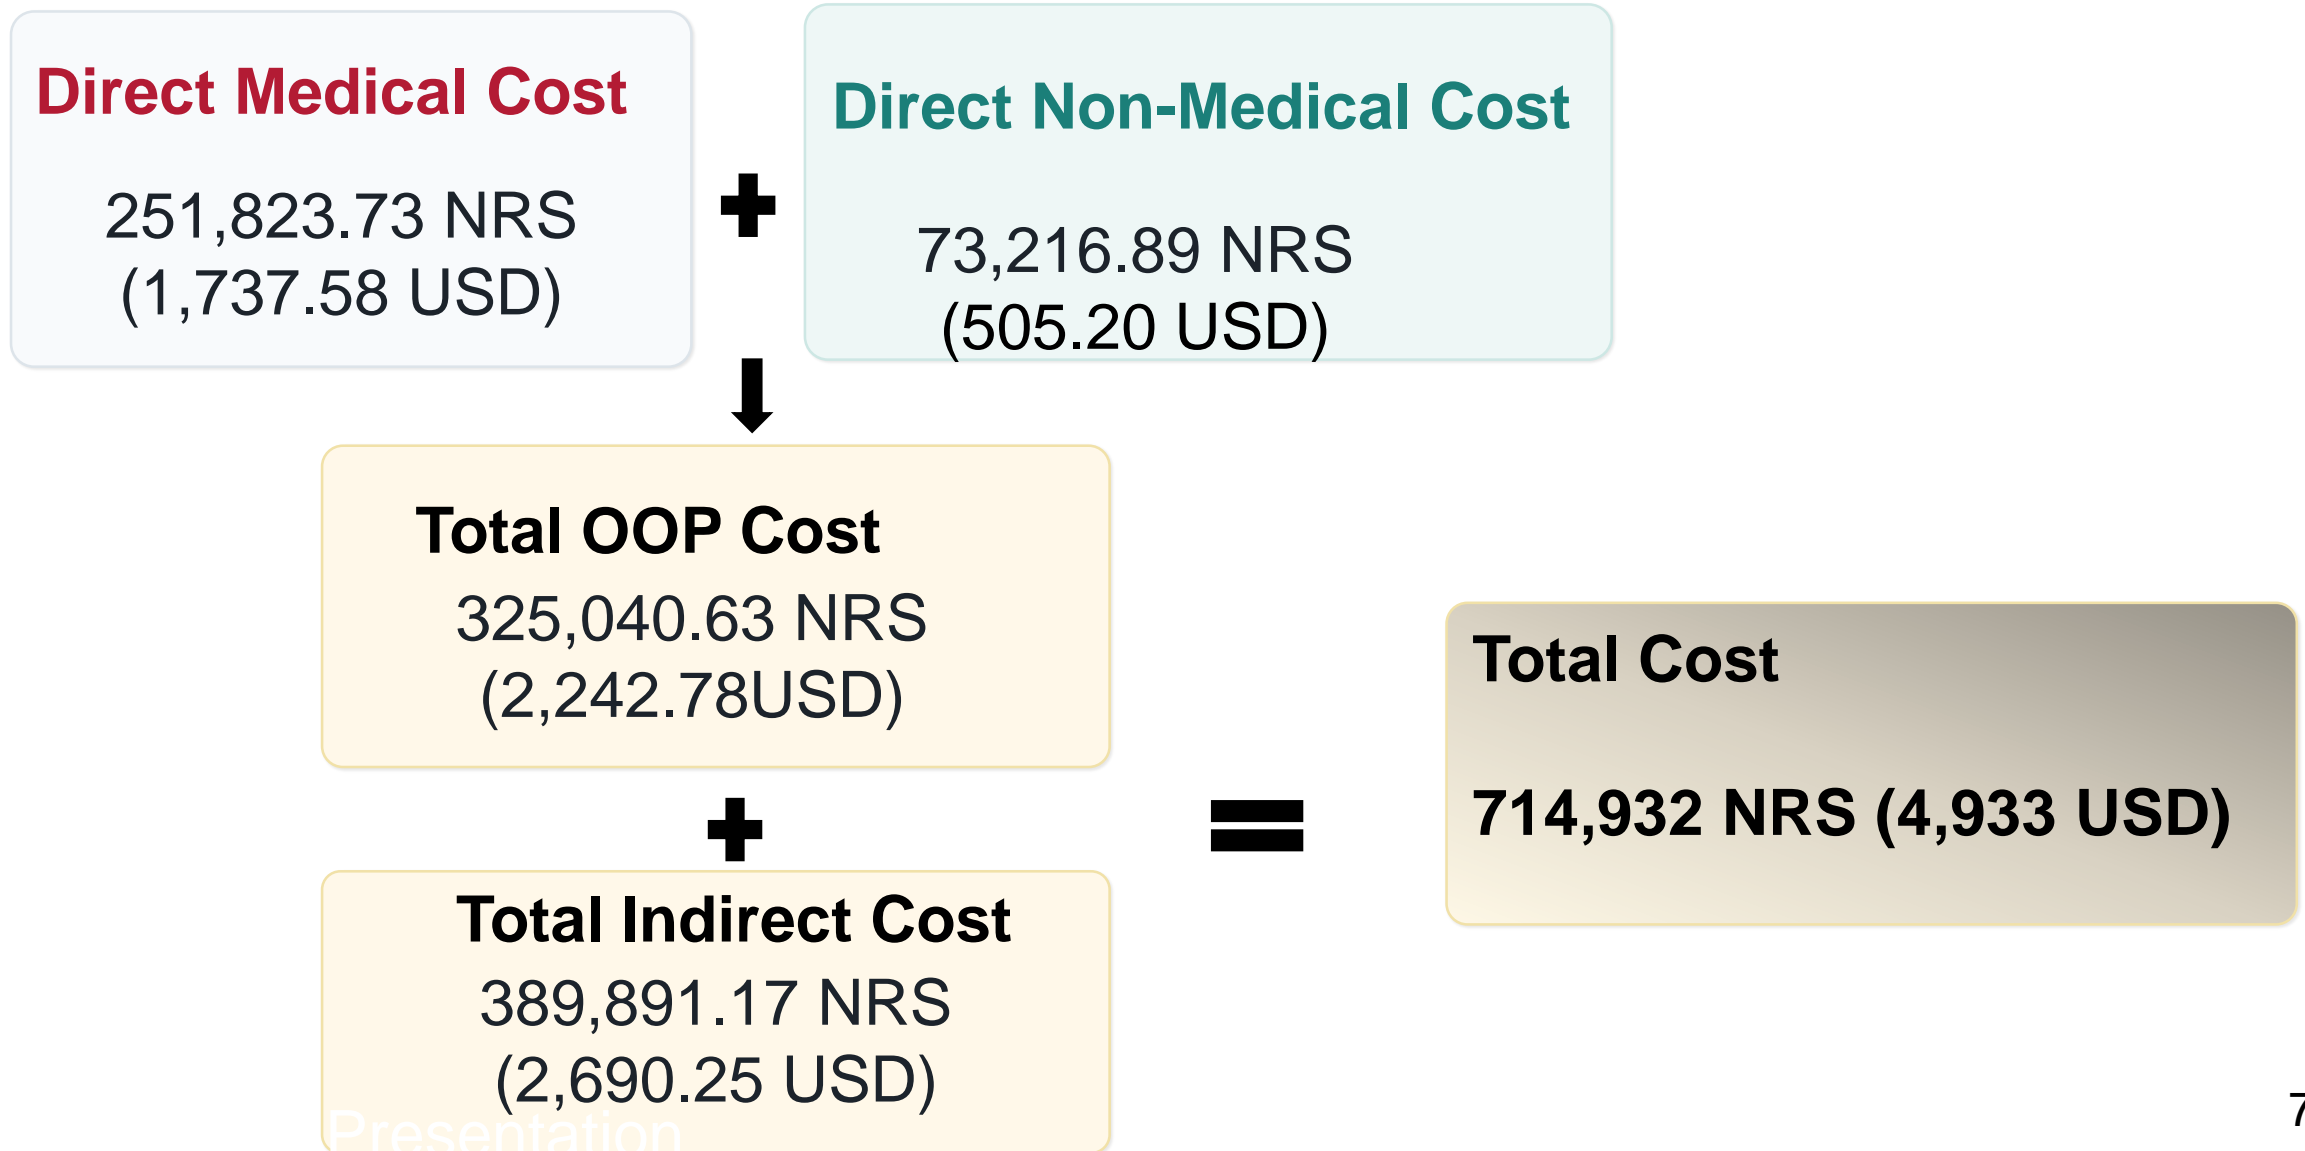 Direct Medical Cost
251,823.73 NRS
(1,737.58 USD)
Direct Non-Medical Cost
73,216.89 NRS
(505.20 USD)
Total OOP Cost
325,040.63 NRS
(2,242.78USD)
Total Indirect Cost
389,891.17 NRS
(2,690.25 USD)
Presentation
Total Cost
714,932 NRS (4,933 USD)
7